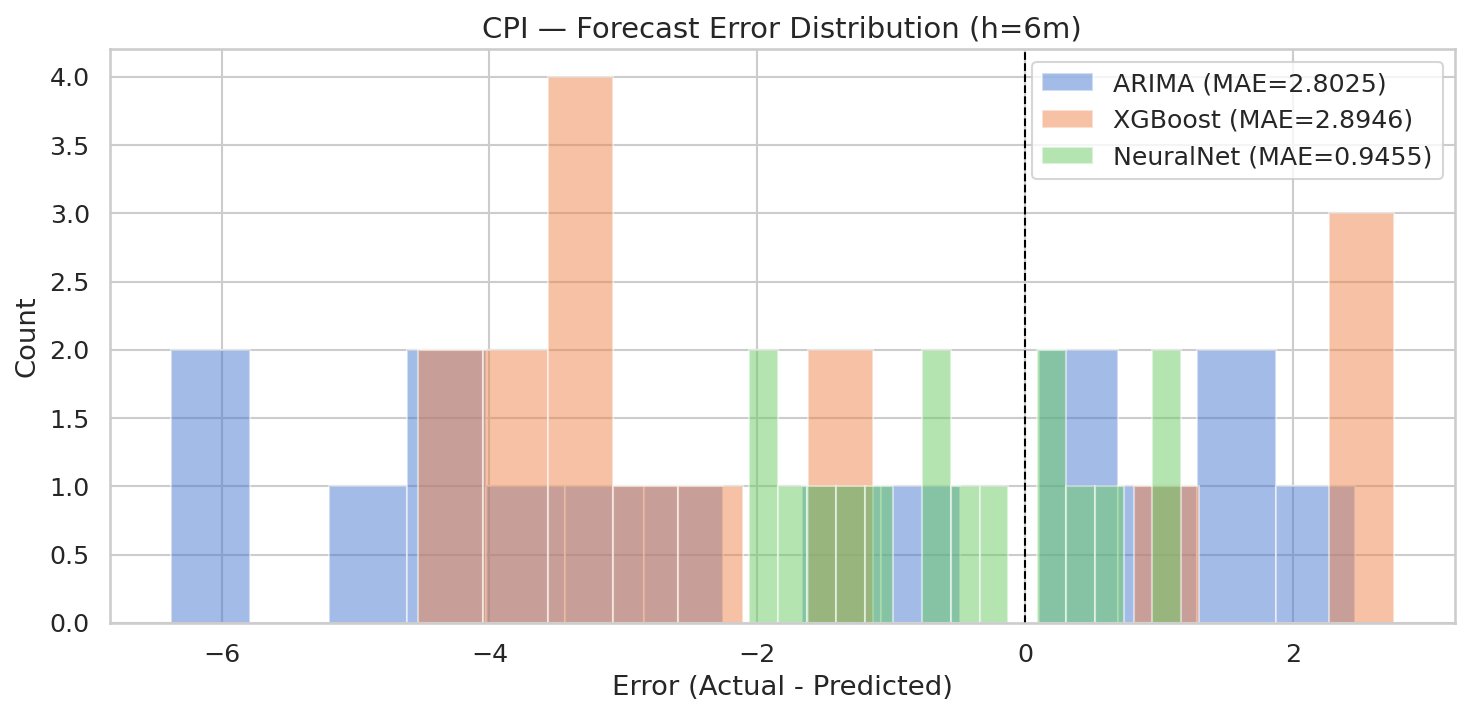 CPI — Forecast Error Distribution (h=6m)
ARIMA (MAE=2.8025)
XGBoost (MAE=2.8946)
NeuralNet (MAE=0.9455)
Count
4.0
3.5
3.0
2.5
2.0
1.5
1.0
0.5
0.0
−6
−4
−2
0
2
Error (Actual - Predicted)